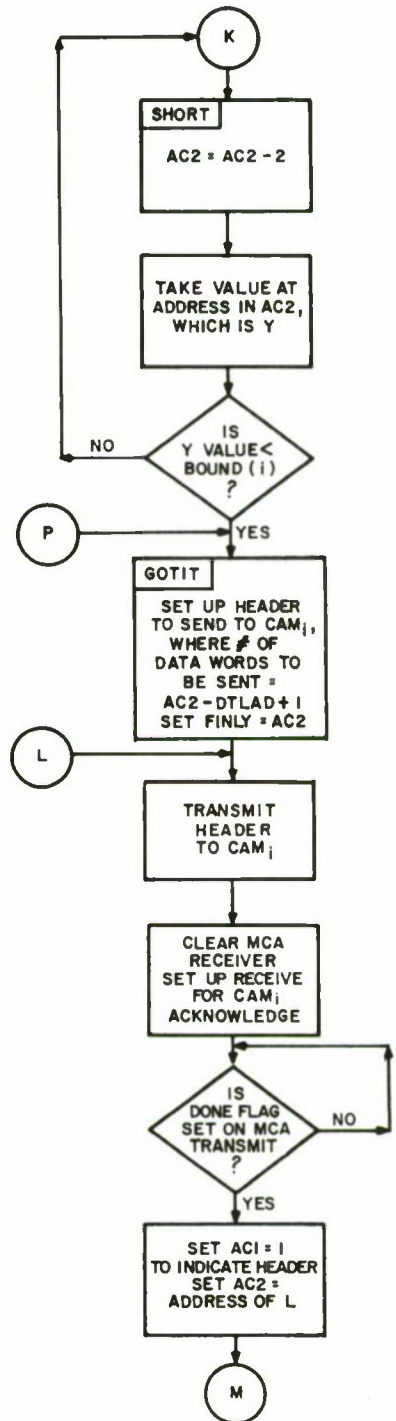 K
SHORT
AC2 = AC2 - 2
TAKE VALUE AT
ADDRESS IN AC2,
WHICH IS Y
IS
Y VALUE <
BOUND (i)
?
NO
YES
P
GOTIT
SET UP HEADER
TO SEND TO CAMi,
WHERE # OF
DATA WORDS TO
BE SENT =
AC2 - DTLAD + 1
SET FINLY = AC2
L
TRANSMIT
HEADER
TO CAMi
CLEAR MCA
RECEIVER
SET UP RECEIVE
FOR CAMi
ACKNOWLEDGE
IS
DONE FLAG
SET ON MCA
TRANSMIT
?
NO
YES
SET AC1 = 1
TO INDICATE HEADER
SET AC2 =
ADDRESS OF L
M